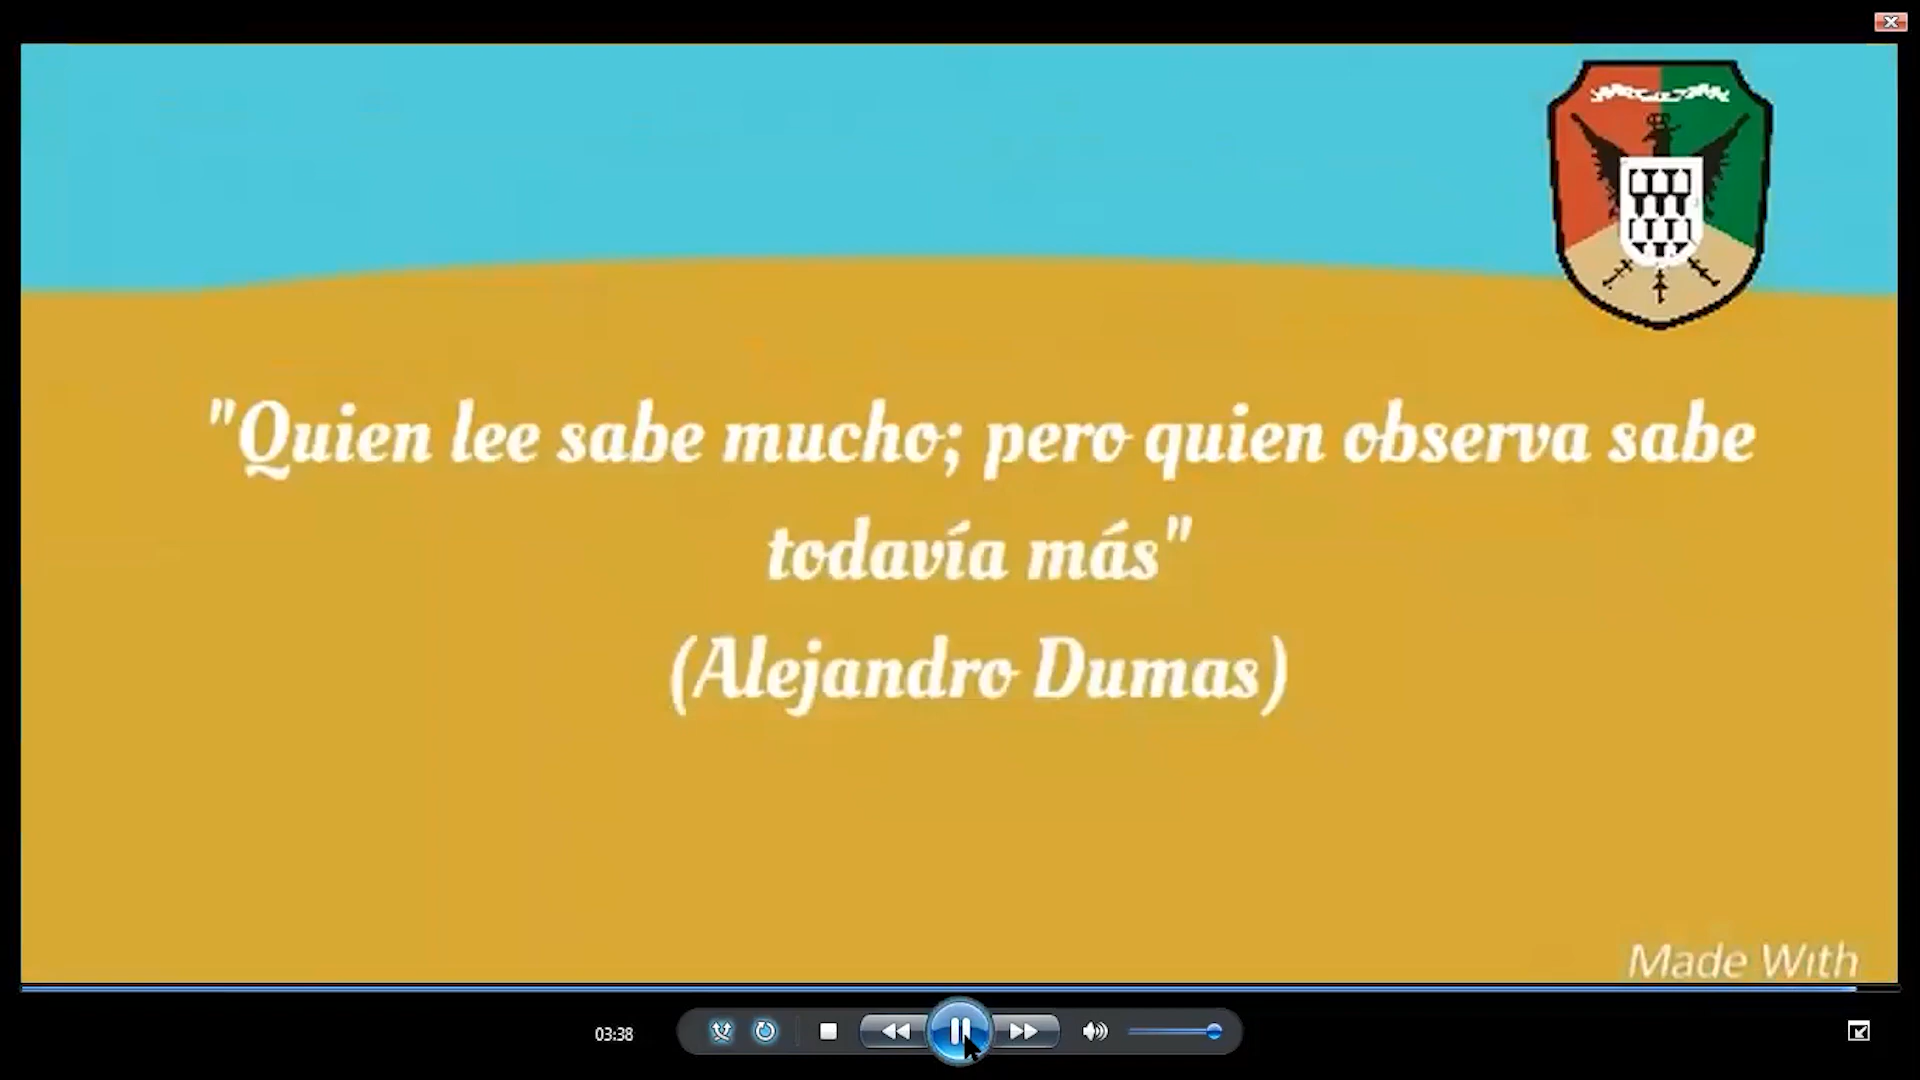 "Quien lee sabe mucho; pero quien observa sabe
todavía más"
(Alejandro Dumas)
Made With
03:38